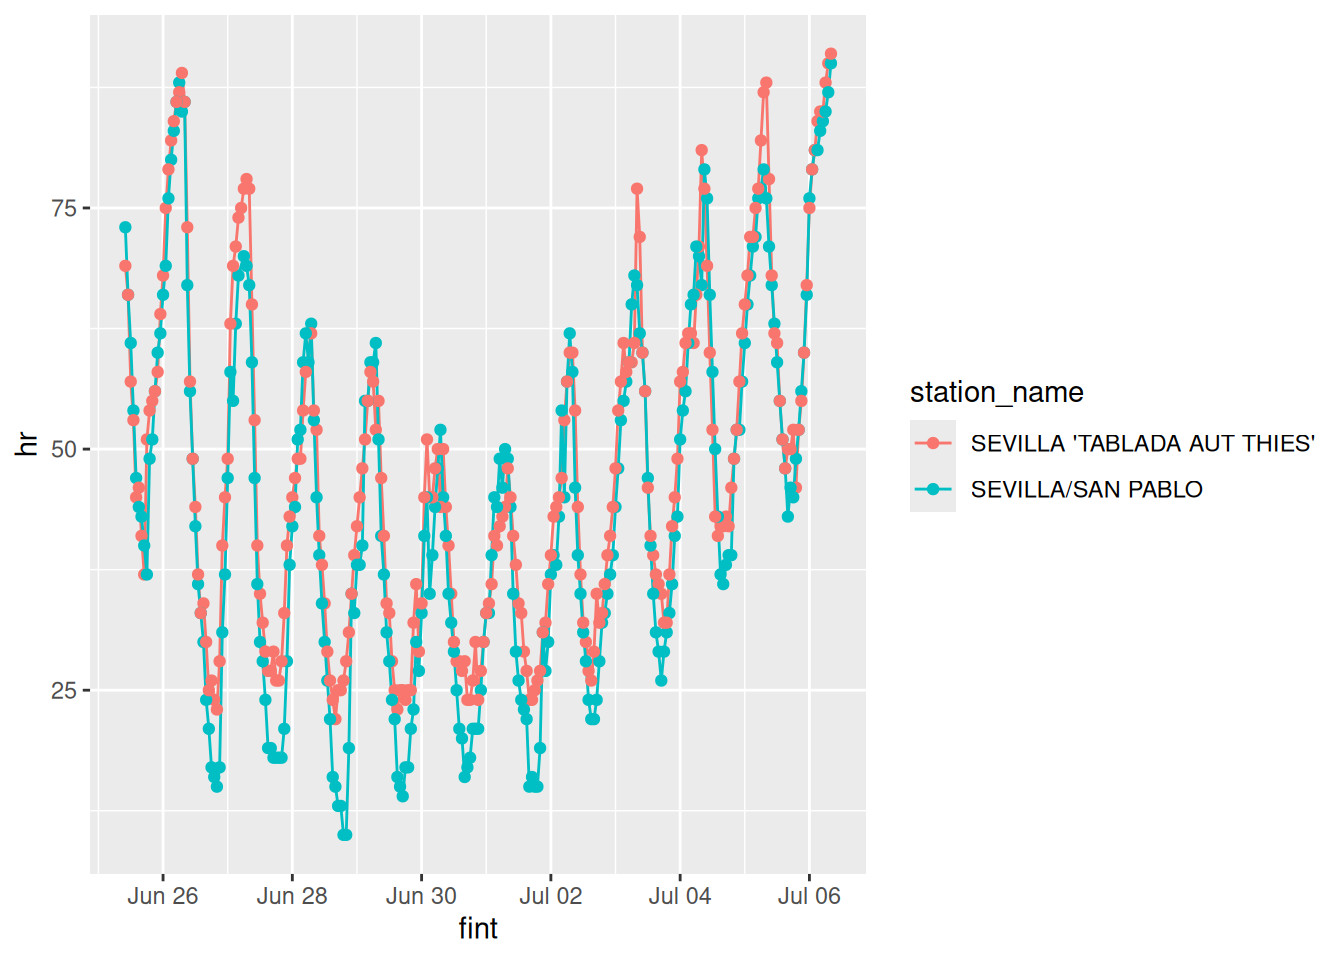 hr
75
50
25
Jun 26
Jun 28
Jun 30
Jul 02
Jul 04
Jul 06
fint
station_name
SEVILLA 'TABLADA AUT THIES'
SEVILLA/SAN PABLO